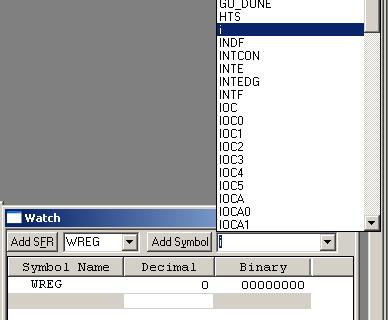 GO_DONE
HTS
i
INDF
INTCON
INTE
INTEDG
INTF
IOC
IOC0
IOC1
IOC2
IOC3
IOC4
IOC5
IOCA
IOCA0
IOCA1
Watch
Add SFR WREG Add Symbol i
Symbol Name Decimal Binary
WREG 0 00000000